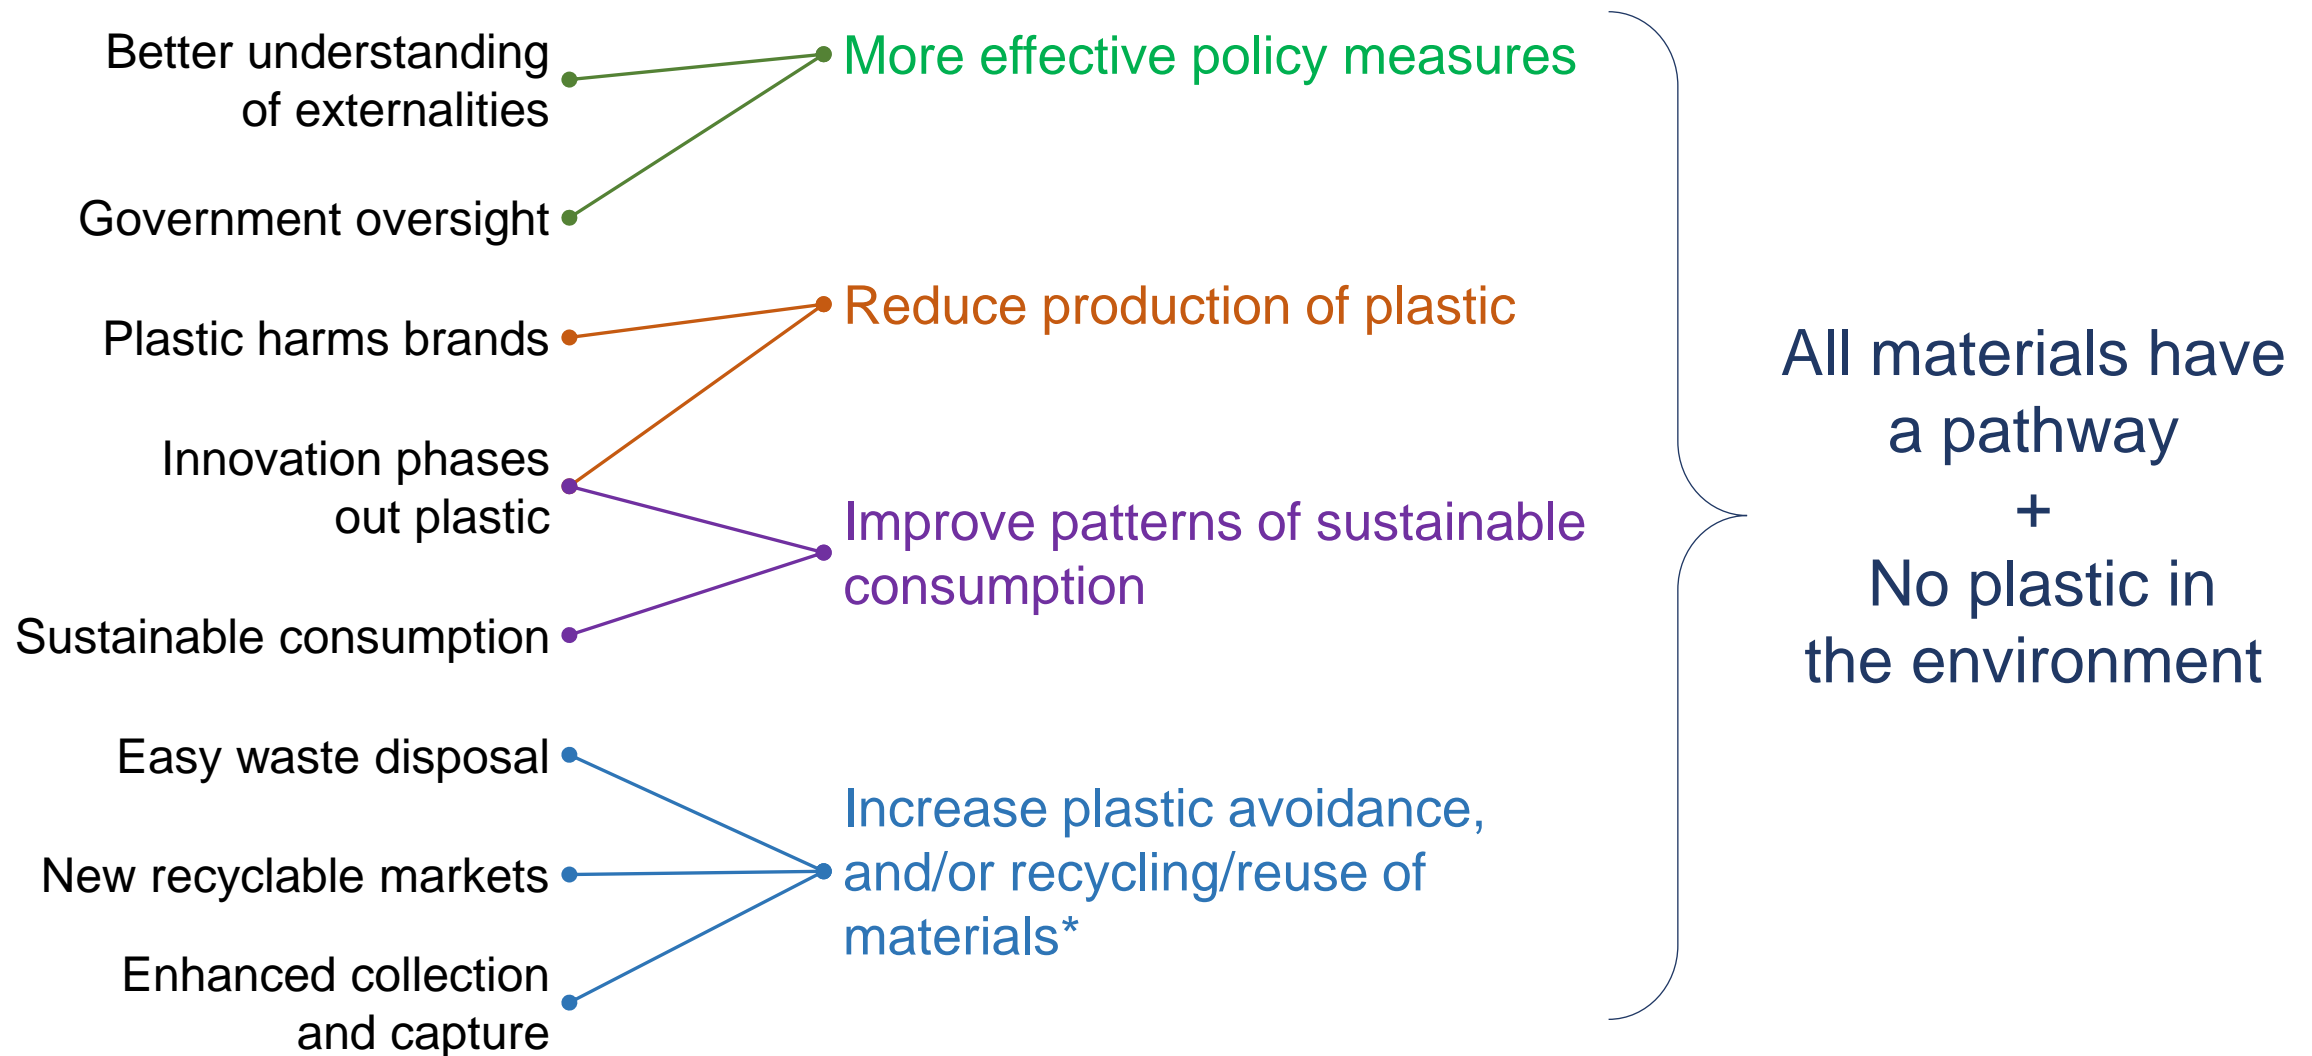 Better understanding
of externalities
Government oversight
Plastic harms brands
Innovation phases
out plastic
Sustainable consumption
Easy waste disposal
New recyclable markets
Enhanced collection
and capture
More effective policy measures
Reduce production of plastic
Improve patterns of sustainable
consumption
Increase plastic avoidance,
and/or recycling/reuse of
materials*
All materials have
a pathway
+
No plastic in
the environment